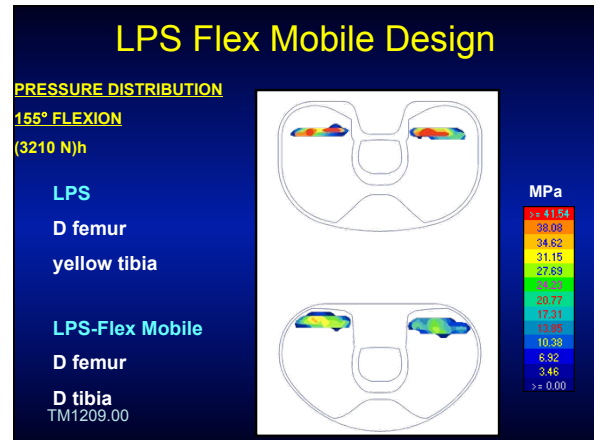 LPS Flex Mobile Design
PRESSURE DISTRIBUTION
155° FLEXION
(3210 N)h
LPS
D femur
yellow tibia
LPS-Flex Mobile
D femur
D tibia
TM1209.00
MPa
>= 41.54
38.08
34.62
31.15
27.69
24.23
20.77
17.31
13.85
10.38
6.92
3.46
>= 0.00